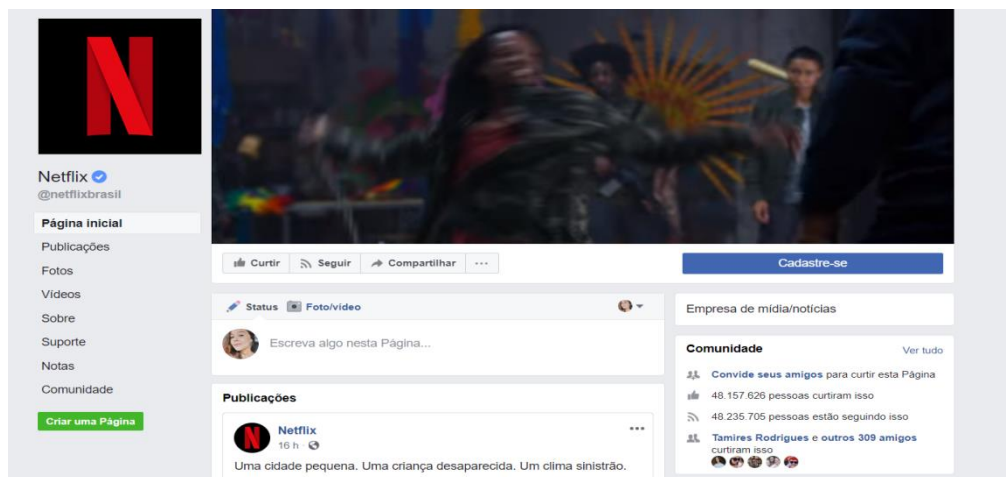 N
Netflix
@netflixbrasil
Página inicial
Publicações
Fotos
Vídeos
Sobre
Suporte
Notas
Comunidade
Criar uma Página
Curtir Seguir Compartilhar ...
Cadastre-se
Status Foto/vídeo
Escreva algo nesta Página...
Publicações
N
Netflix
16 h
Uma cidade pequena. Uma criança desaparecida. Um clima sinistrão.
Empresa de mídia/notícias
Comunidade Ver tudo
Convide seus amigos para curtir esta Página
48.157.626 pessoas curtiram isso
48.235.705 pessoas estão seguindo isso
Tamires Rodrigues e outros 309 amigos
curtiram isso